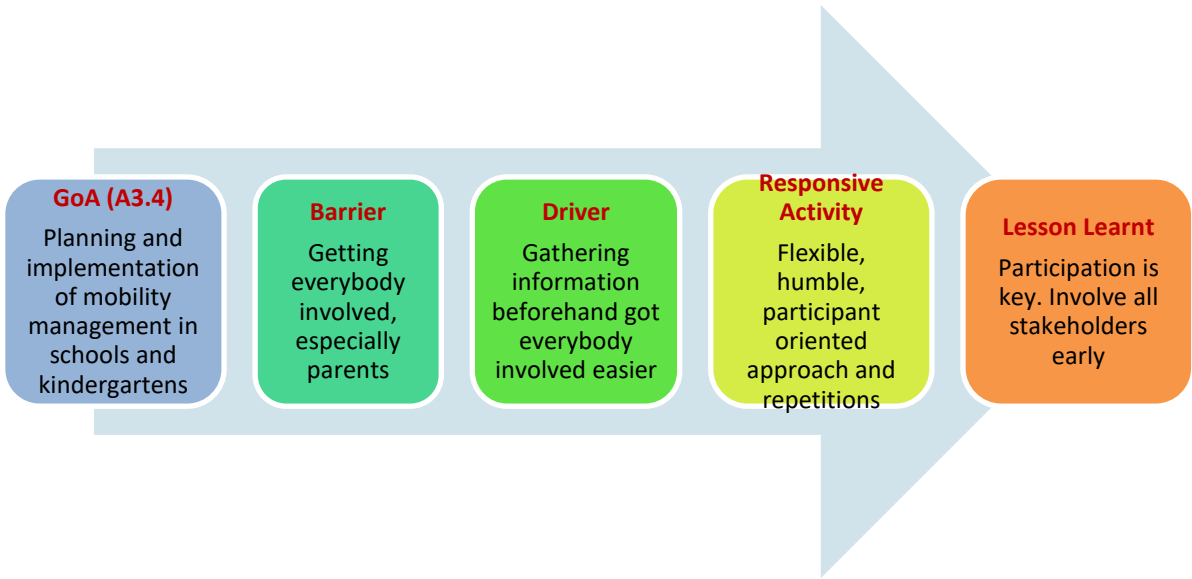 GoA (A3.4)
Planning and
implementation
of mobility
management in
schools and
kindergartens
Barrier
Getting
everybody
involved,
especially
parents
Driver
Gathering
information
beforehand got
everybody
involved easier
Responsive
Activity
Flexible,
humble,
participant
oriented
approach and
repetitions
Lesson Learnt
Participation is
key. Involve all
stakeholders
early